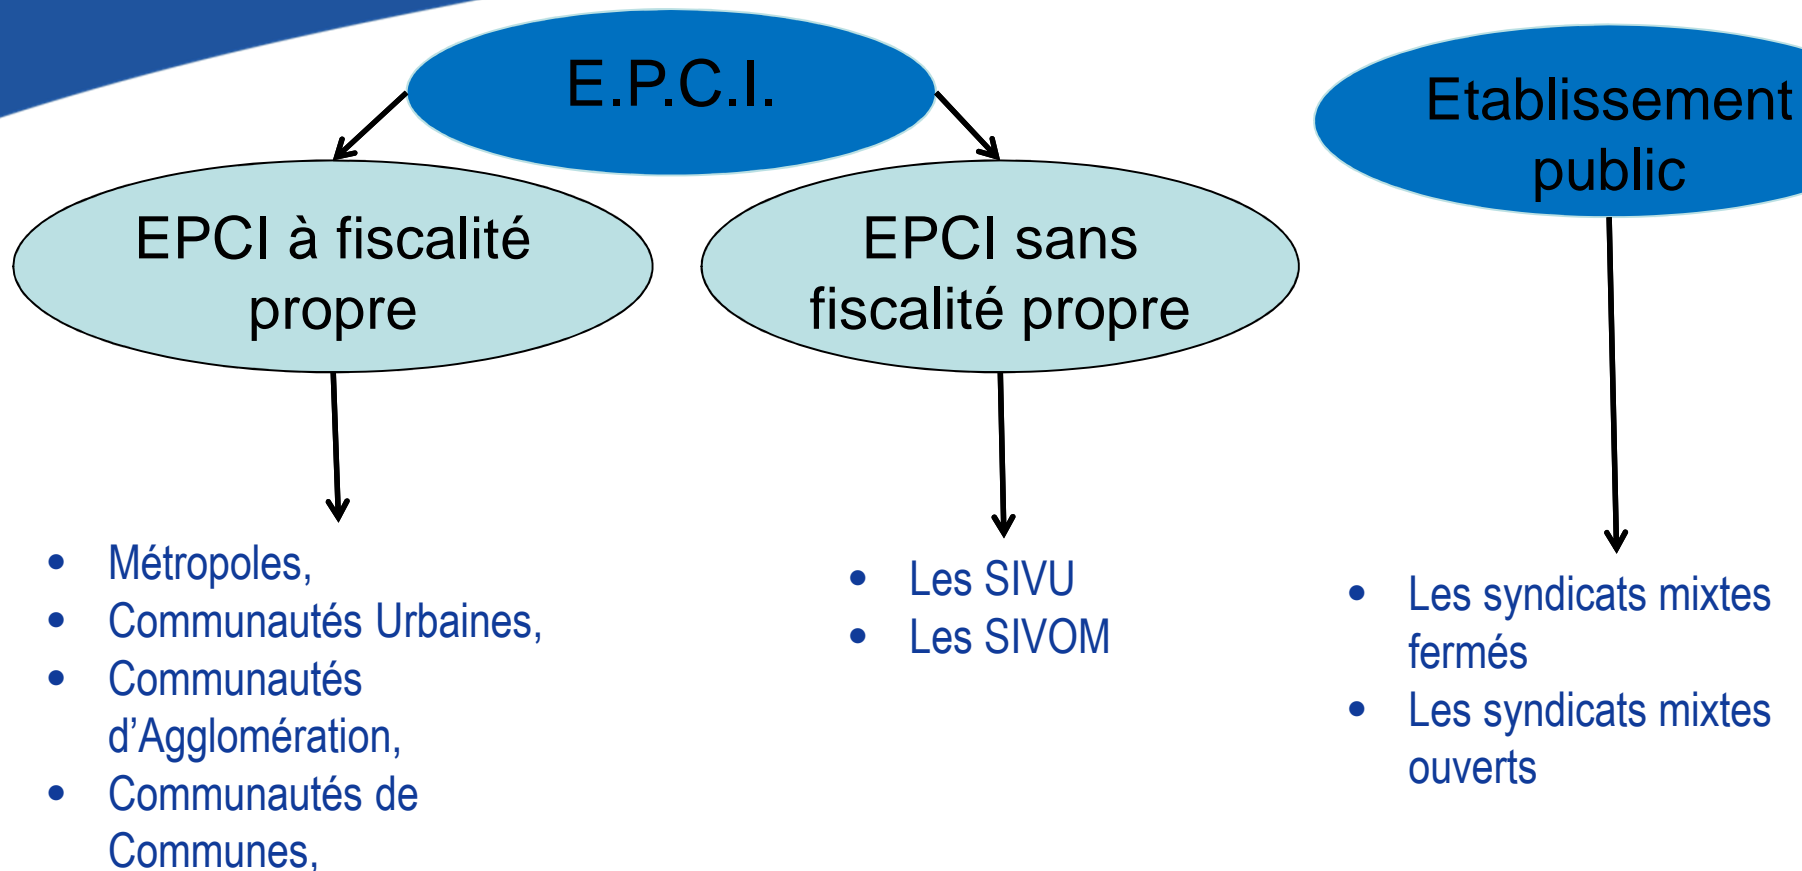 E.P.C.I.
Etablissement
public
EPCI à fiscalité
propre
EPCI sans
fiscalité propre
• Métropoles,
• Communautés Urbaines,
• Communautés
d’Agglomération,
• Communautés de
Communes,
• Les SIVU
• Les SIVOM
• Les syndicats mixtes
fermés
• Les syndicats mixtes
ouverts